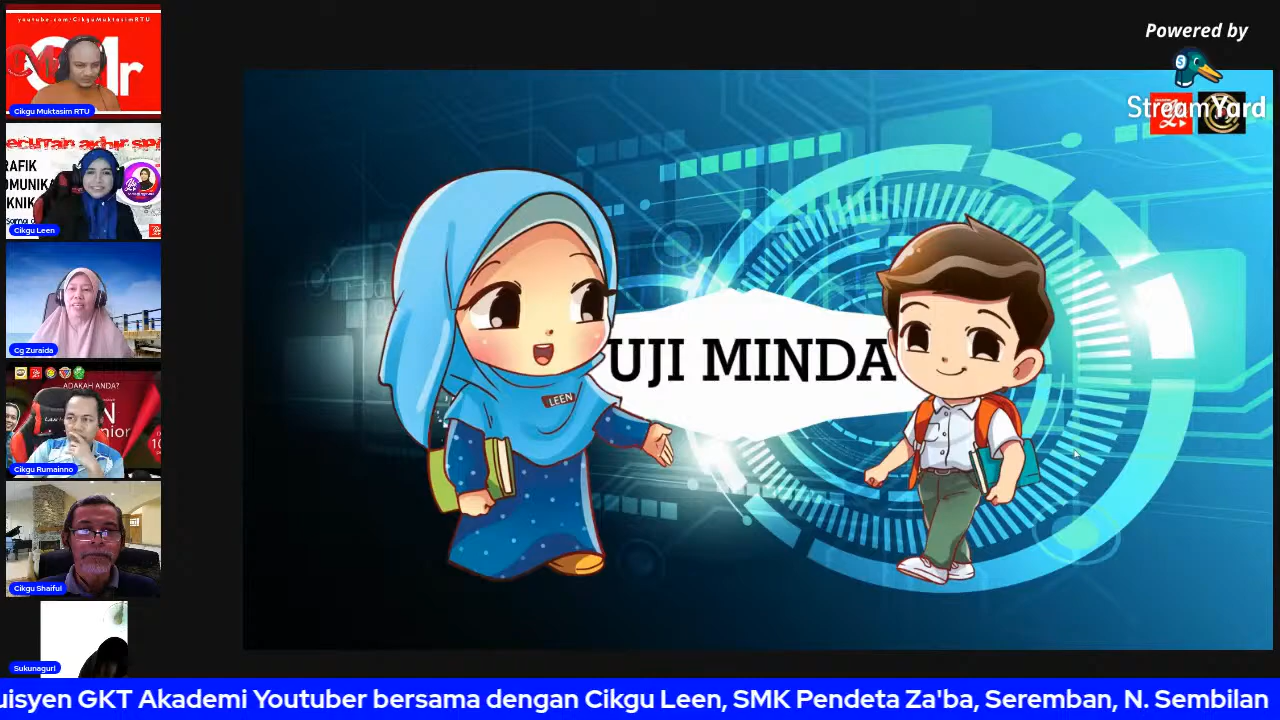 youtube.com/CikguMuktasimRTU
Cikgu Muktasim RTU
Cikgu Leen
Cg Zuraida
ADAKAH ANDA?
Cikgu Rumainno
Cikgu Shaiful
Sukunagurl
Powered by
StreamYard
LEEN
UJI MINDA
uisyen GKT Akademi Youtuber bersama dengan Cikgu Leen, SMK Pendeta Za'ba, Seremban, N. Sembilan